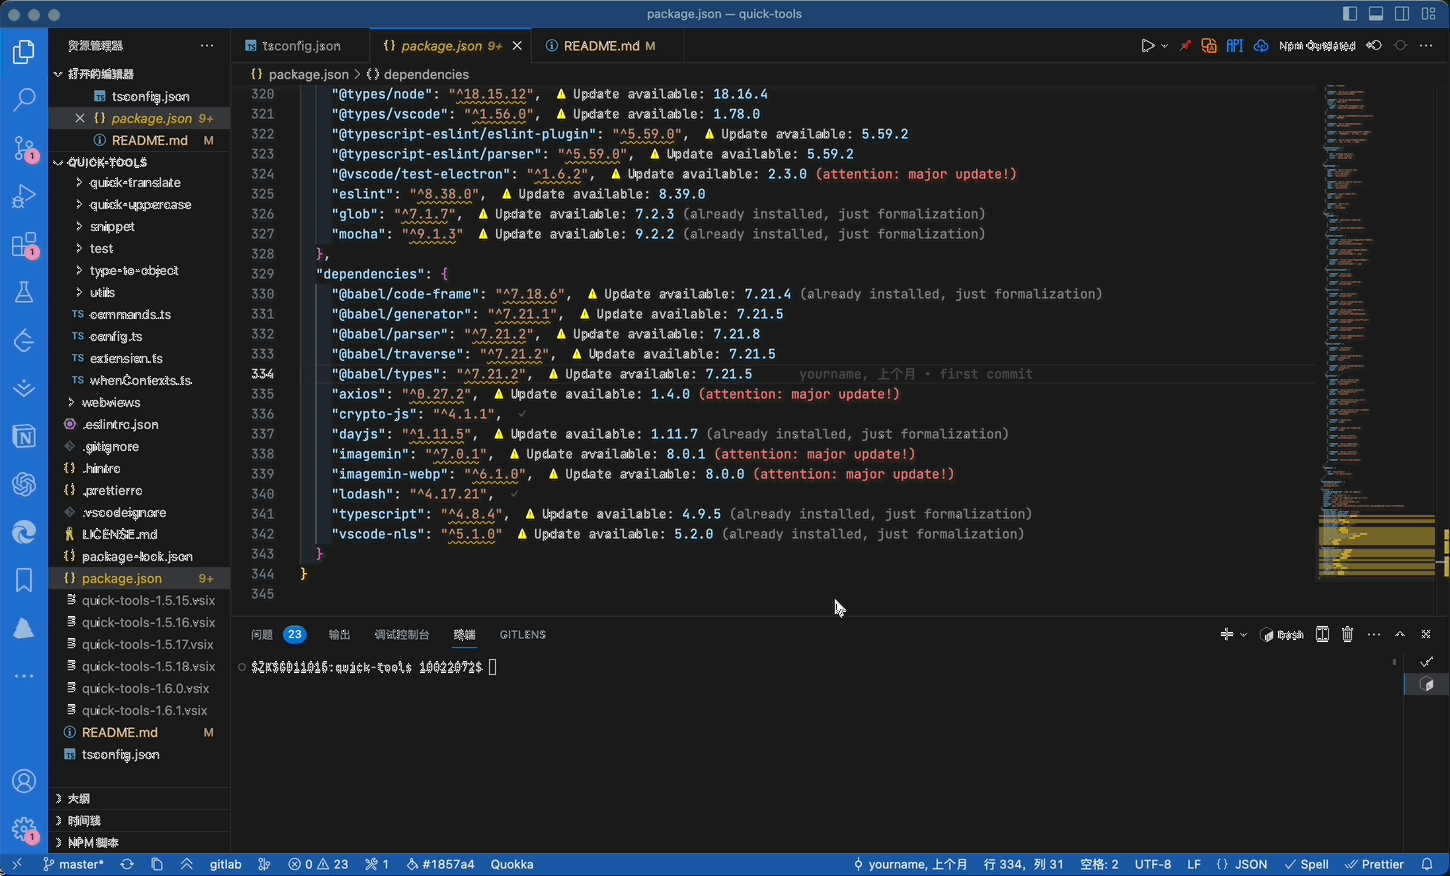 package.json — quick-tools
资源管理器
tsconfig.json
package.json 9+
README.md M
Npm Outdated
打开的编辑器
package.json > {} dependencies
tsconfig.json
package.json 9+
README.md M
QUICK-TOOLS
quick-translate
quick-uppercase
snippet
test
type-to-object
utils
TS commands.ts
TS config.ts
TS extension.ts
TS whenContexts.ts
webviews
.eslintrc.json
.gitignore
.hintrc
.prettierrc
.vscodeignore
LICENSE.md
package-lock.json
package.json 9+
quick-tools-1.5.15.vsix
quick-tools-1.5.16.vsix
quick-tools-1.5.17.vsix
quick-tools-1.5.18.vsix
quick-tools-1.6.0.vsix
quick-tools-1.6.1.vsix
README.md M
tsconfig.json
大纲
时间线
NPM 脚本
320 "@types/node": "^18.15.12", ⚠ Update available: 18.16.4
321 "@types/vscode": "^1.56.0", ⚠ Update available: 1.78.0
322 "@typescript-eslint/eslint-plugin": "^5.59.0", ⚠ Update available: 5.59.2
323 "@typescript-eslint/parser": "^5.59.0", ⚠ Update available: 5.59.2
324 "@vscode/test-electron": "^1.6.2", ⚠ Update available: 2.3.0 (attention: major update!)
325 "eslint": "^8.38.0", ⚠ Update available: 8.39.0
326 "glob": "^7.1.7", ⚠ Update available: 7.2.3 (already installed, just formalization)
327 "mocha": "^9.1.3" ⚠ Update available: 9.2.2 (already installed, just formalization)
328 },
329 "dependencies": {
330 "@babel/code-frame": "^7.18.6", ⚠ Update available: 7.21.4 (already installed, just formalization)
331 "@babel/generator": "^7.21.1", ⚠ Update available: 7.21.5
332 "@babel/parser": "^7.21.2", ⚠ Update available: 7.21.8
333 "@babel/traverse": "^7.21.2", ⚠ Update available: 7.21.5
334 "@babel/types": "^7.21.2", ⚠ Update available: 7.21.5 yourname, 上个月 • first commit
335 "axios": "^0.27.2", ⚠ Update available: 1.4.0 (attention: major update!)
336 "crypto-js": "^4.1.1", ✓
337 "dayjs": "^1.11.5", ⚠ Update available: 1.11.7 (already installed, just formalization)
338 "imagemin": "^7.0.1", ⚠ Update available: 8.0.1 (attention: major update!)
339 "imagemin-webp": "^6.1.0", ⚠ Update available: 8.0.0 (attention: major update!)
340 "lodash": "^4.17.21", ✓
341 "typescript": "^4.8.4", ⚠ Update available: 4.9.5 (already installed, just formalization)
342 "vscode-nls": "^5.1.0" ⚠ Update available: 5.2.0 (already installed, just formalization)
343 }
344 }
345
问题 23 输出 调试控制台 终端 GITLENS
bash
quick-tools 10022072$
master* gitlab 0 23 1 #1857a4 Quokka
yourname, 上个月 行 334, 列 31 空格: 2 UTF-8 LF {} JSON Spell Prettier